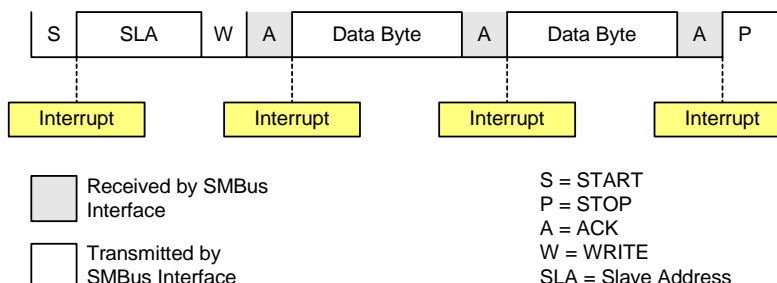 S SLA W A Data Byte A Data Byte A P
Interrupt Interrupt Interrupt Interrupt
Received by SMBus
Interface
Transmitted by
SMBus Interface
S = START
P = STOP
A = ACK
W = WRITE
SLA = Slave Address